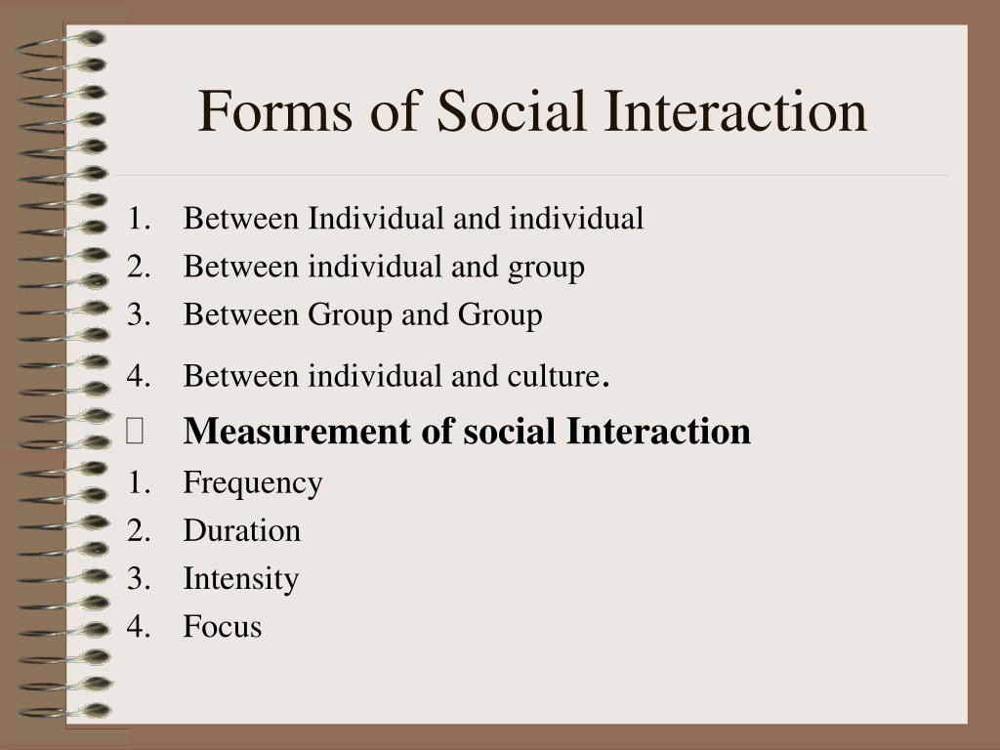 Forms of Social Interaction
1. Between Individual and individual
2. Between individual and group
3. Between Group and Group
4. Between individual and culture.
Measurement of social Interaction
1. Frequency
2. Duration
3. Intensity
4. Focus